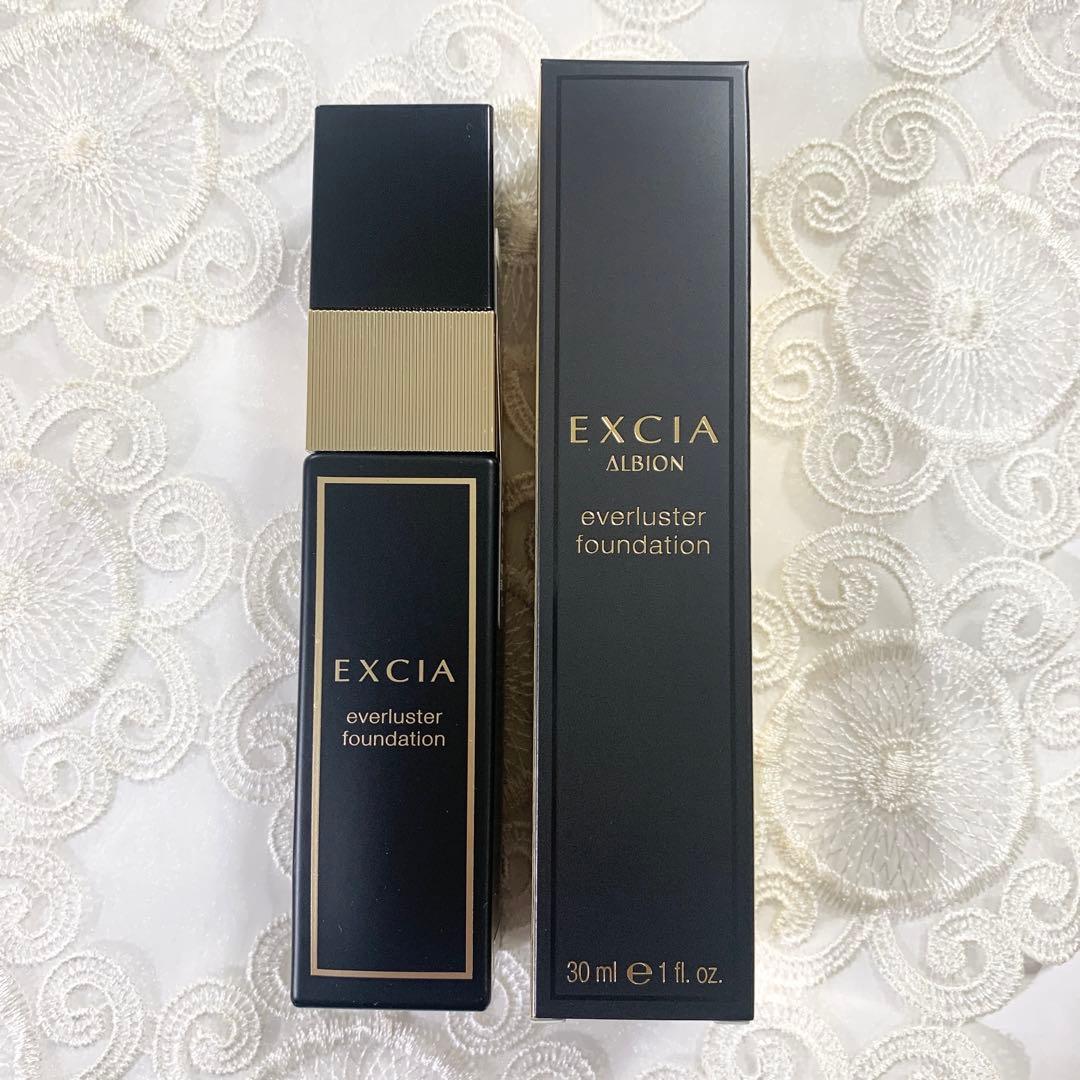 EXCIA
everluster
foundation
EXCIA
ALBION
everluster
foundation
30 ml ℮ 1 fl. oz.